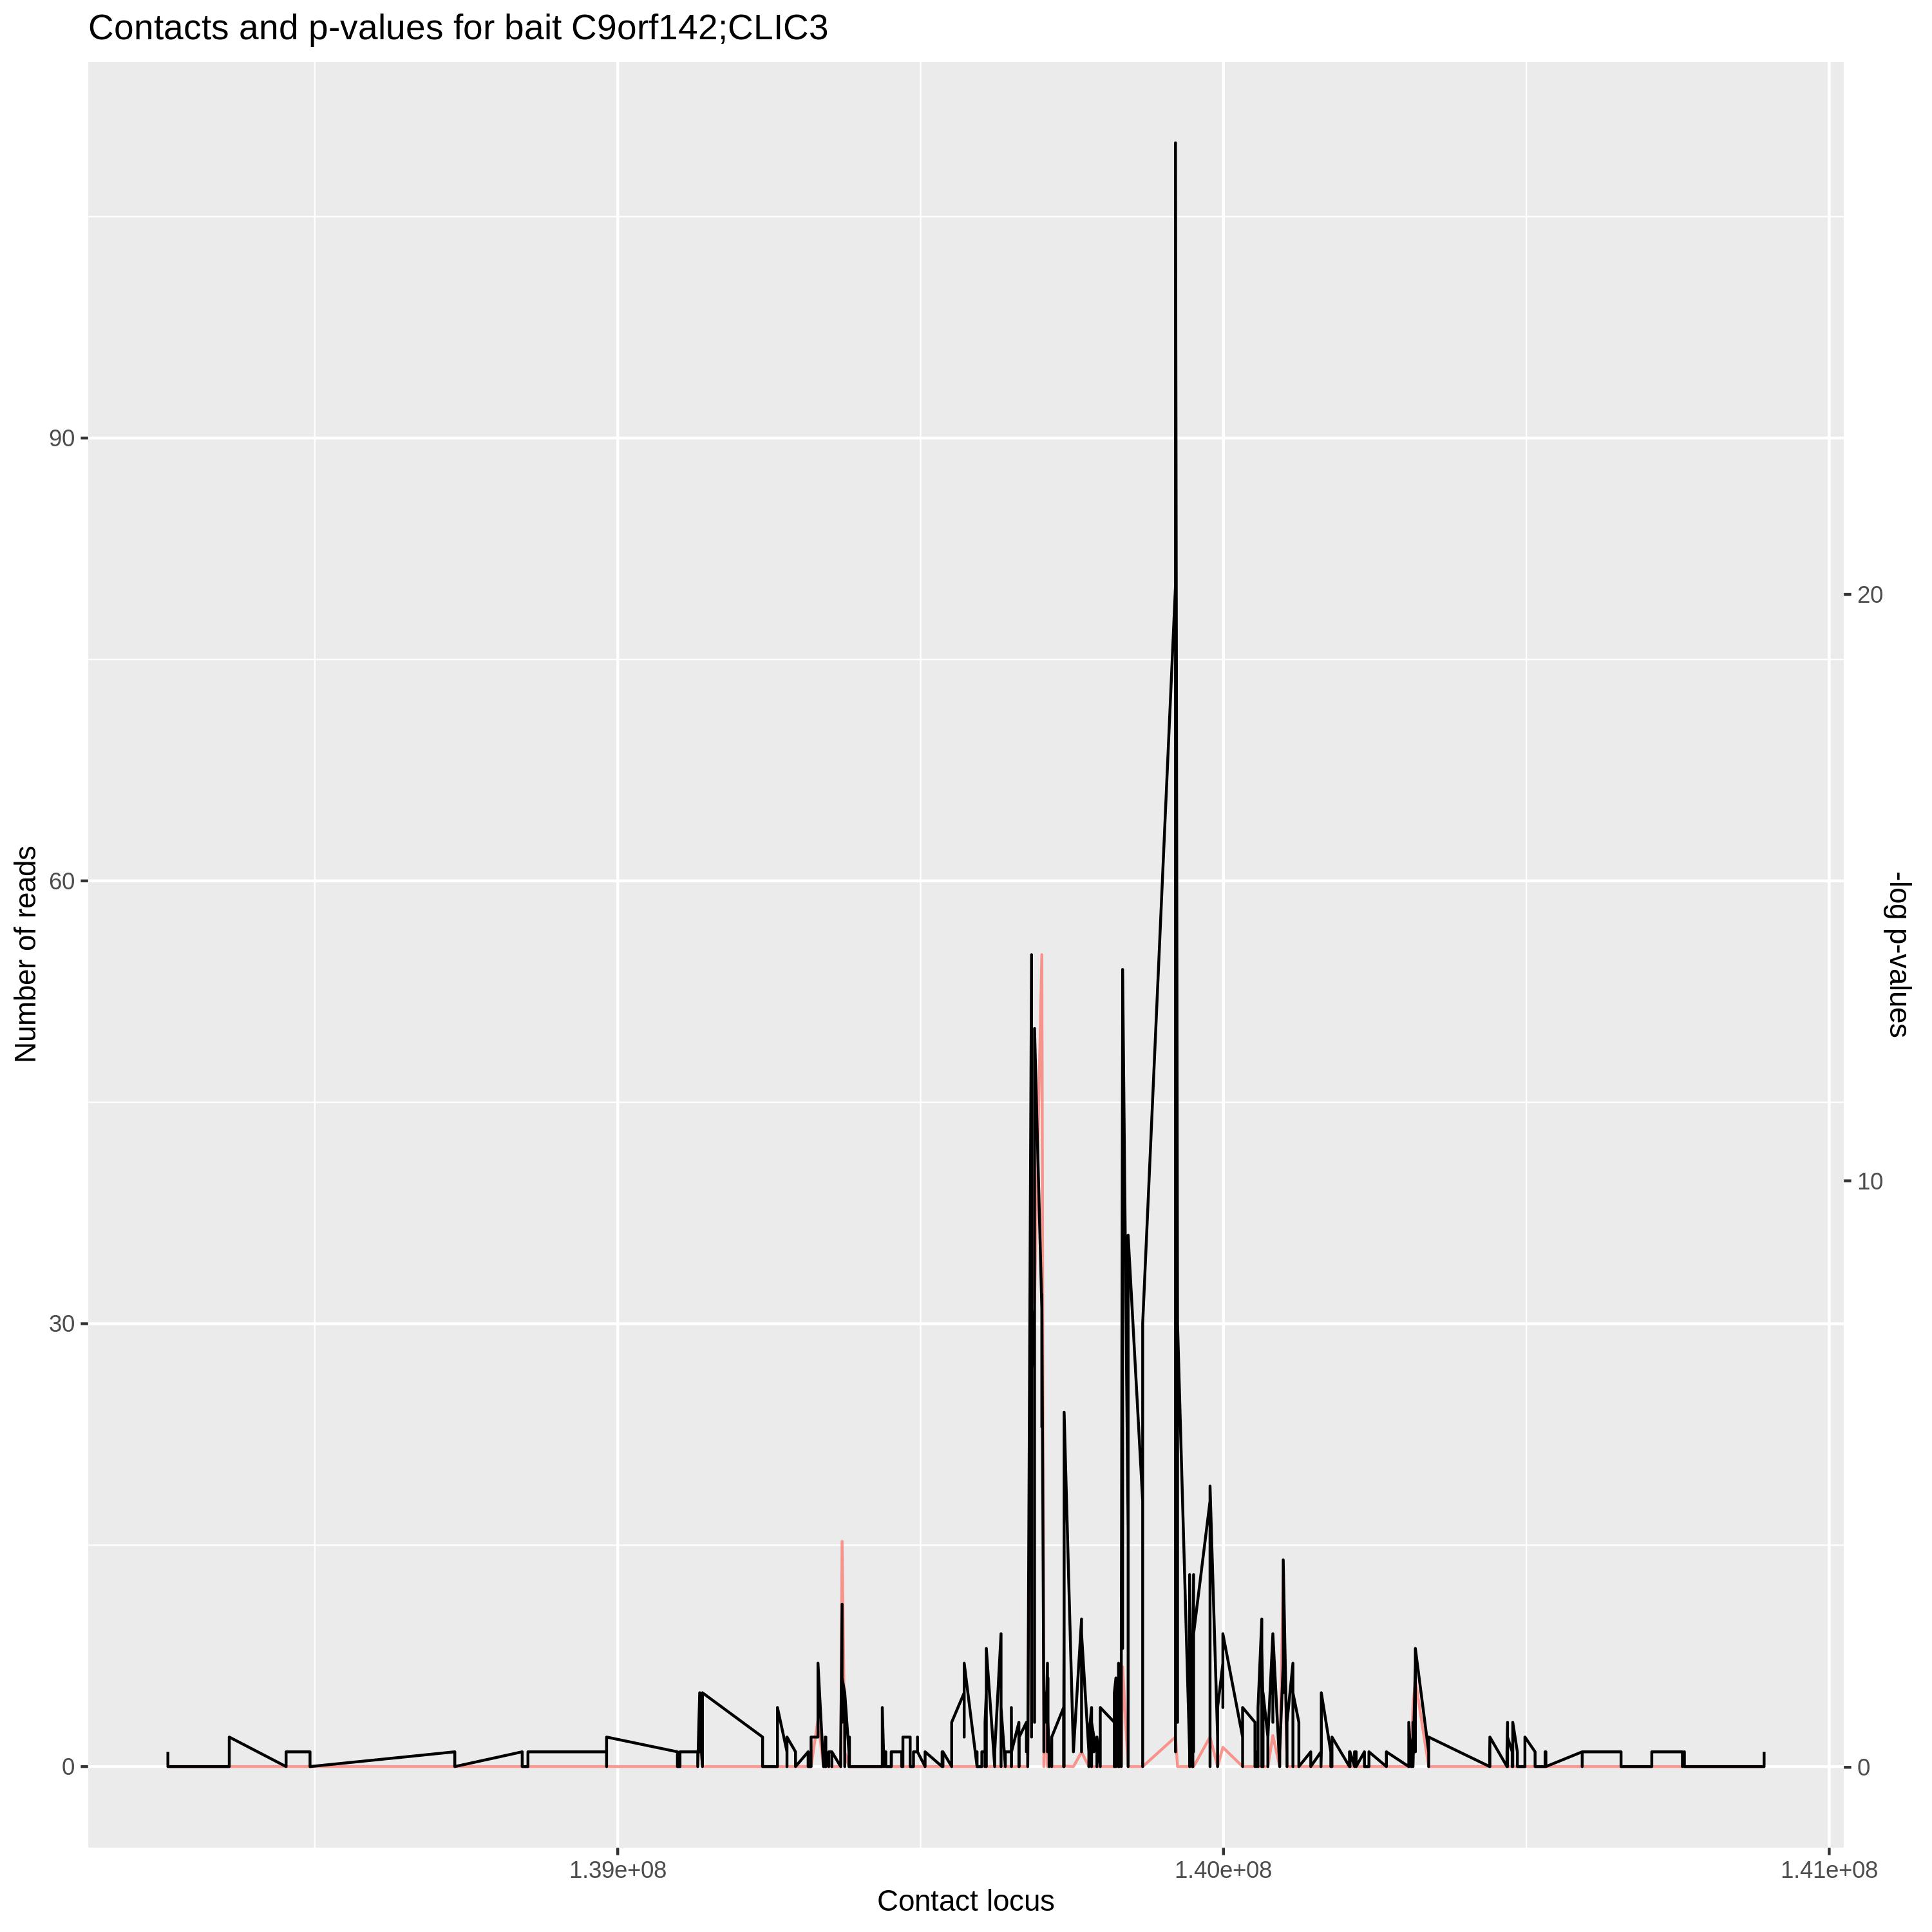 Contacts and p-values for bait C9orf142;CLIC3
90
60
30
0
Number of reads
20
10
0
-log p-values
1.39e+08
1.40e+08
1.41e+08
Contact locus